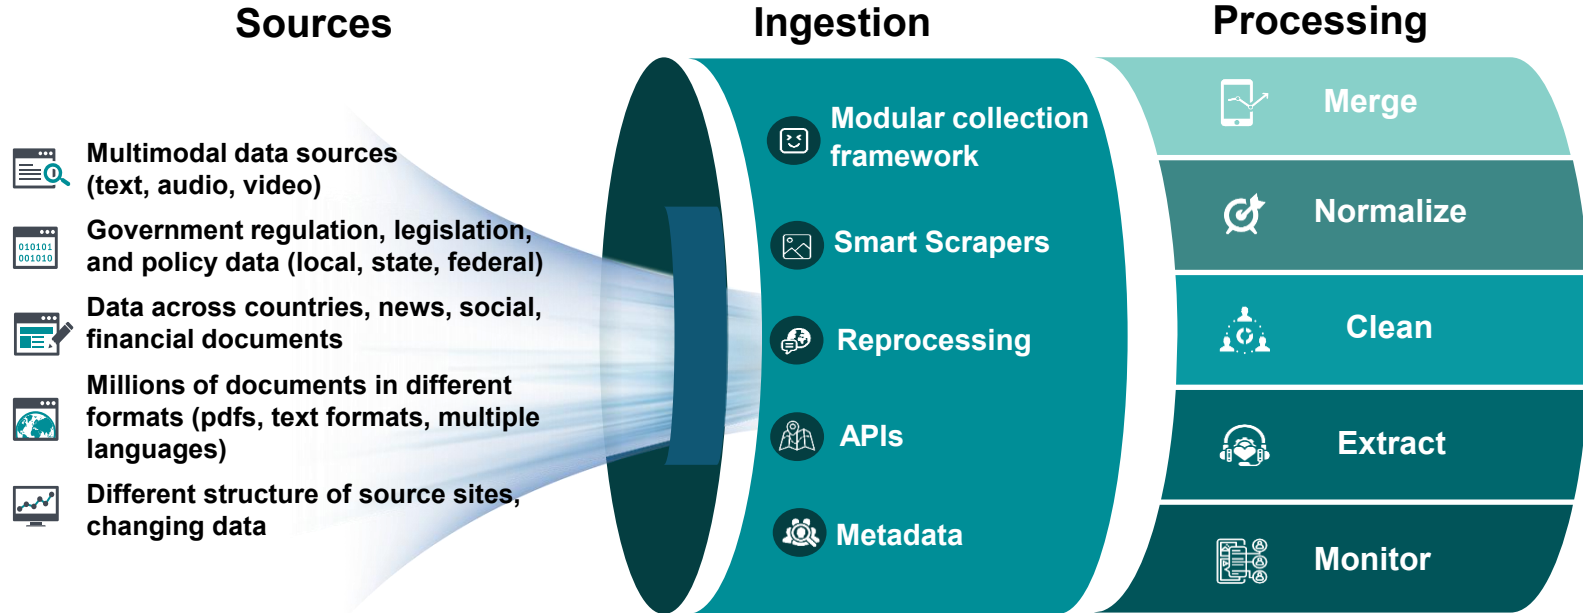 Sources
Multimodal data sources
(text, audio, video)
Government regulation, legislation,
and policy data (local, state, federal)
Data across countries, news, social,
financial documents
Millions of documents in different
formats (pdfs, text formats, multiple
languages)
Different structure of source sites,
changing data
010101
001010
Ingestion
Modular collection
framework
Smart Scrapers
Reprocessing
APIs
Metadata
Processing
Merge
Normalize
Clean
Extract
Monitor